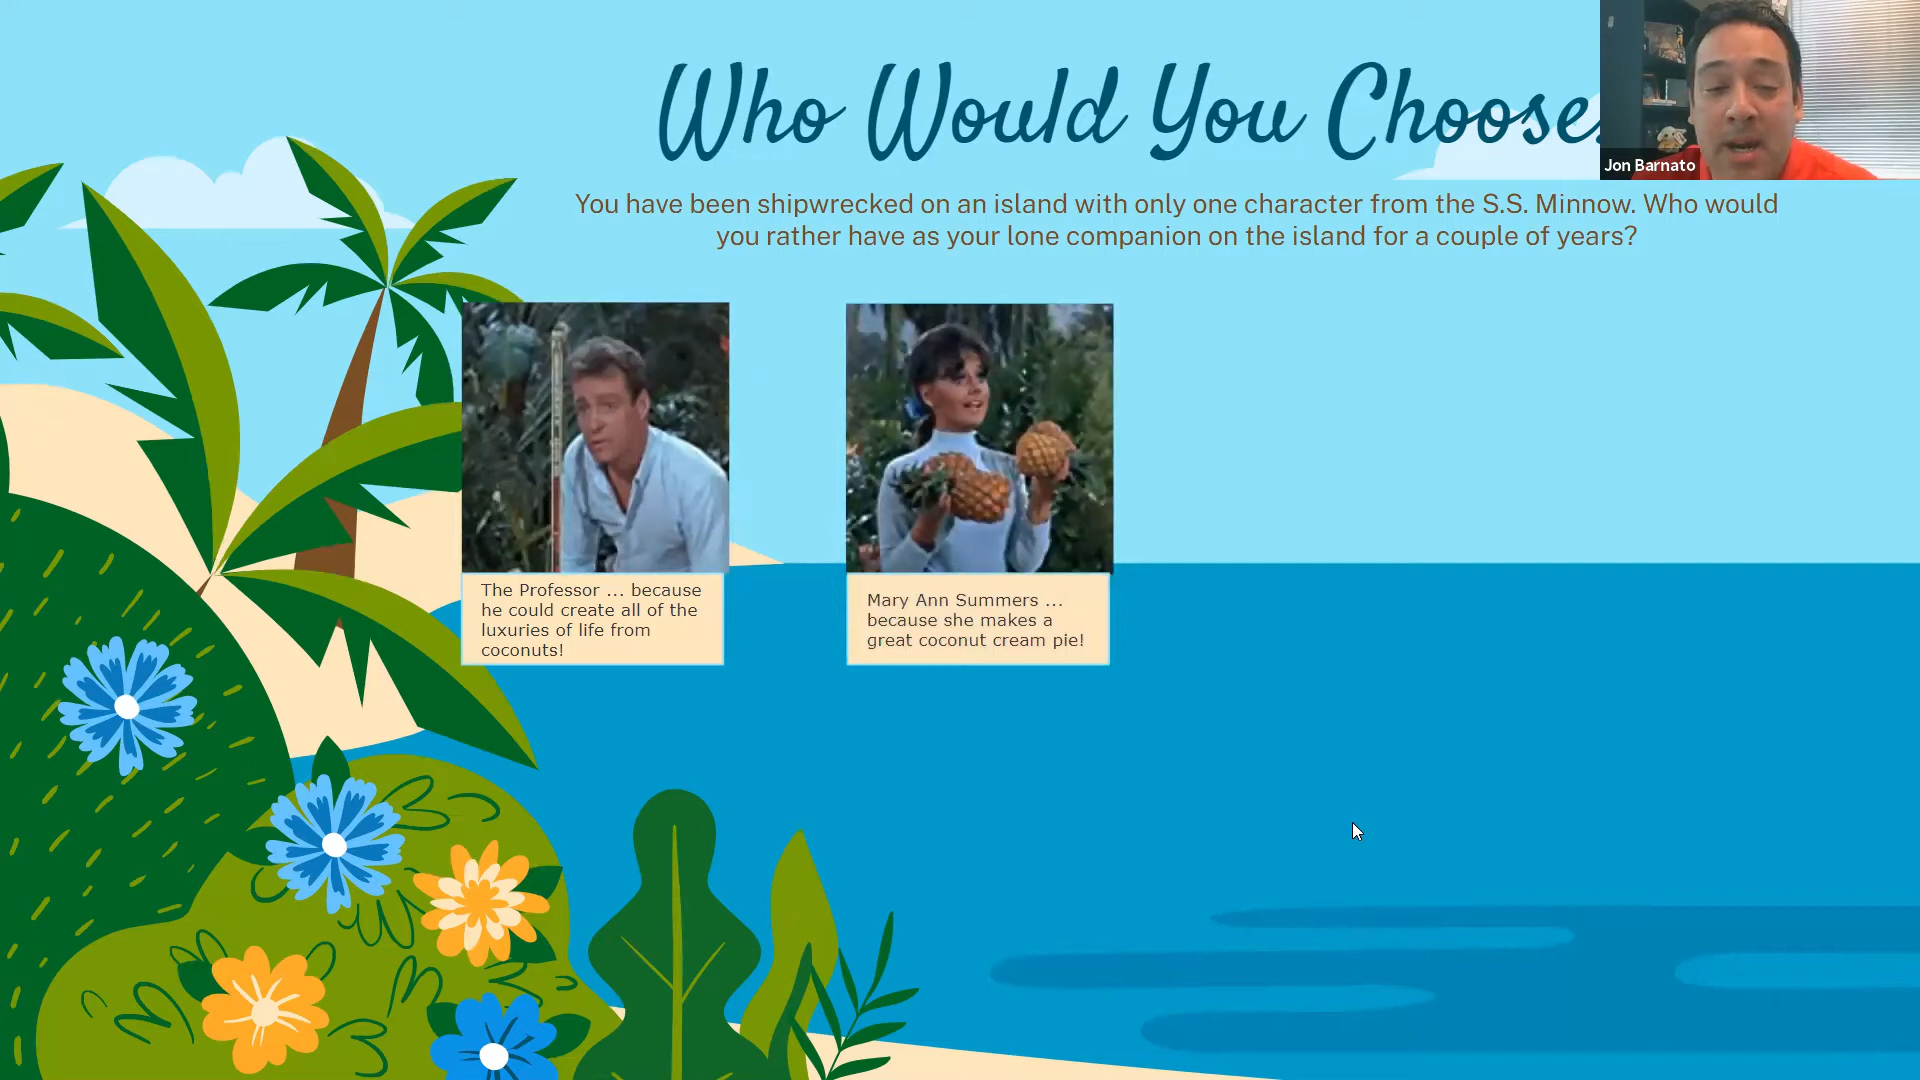 Who Would You Choose
Jon Barnato
You have been shipwrecked on an island with only one character from the S.S. Minnow. Who would
you rather have as your lone companion on the island for a couple of years?
The Professor ... because
he could create all of the
luxuries of life from
coconuts!
Mary Ann Summers ...
because she makes a
great coconut cream pie!